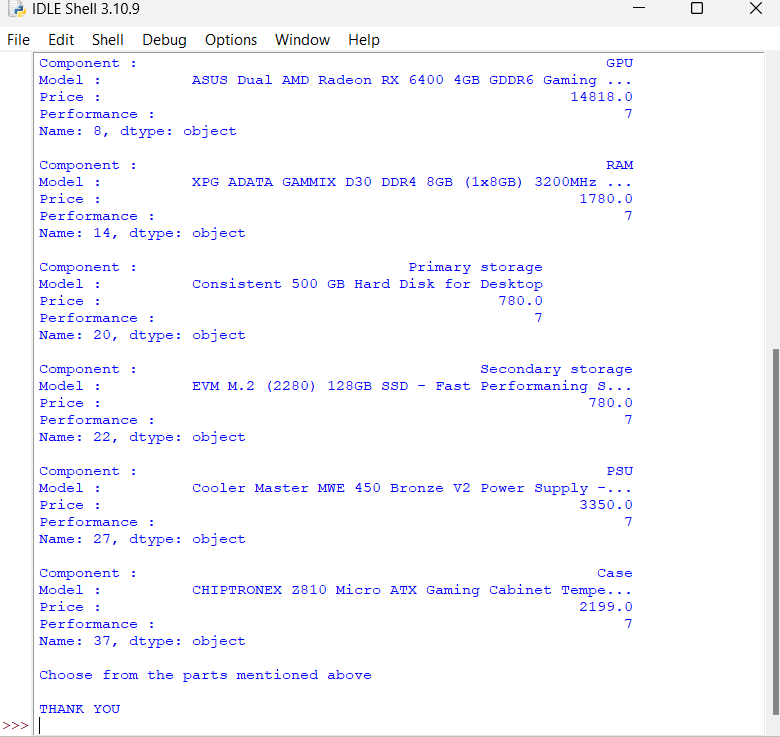 IDLE Shell 3.10.9
File Edit Shell Debug Options Window Help
Component : GPU
Model : ASUS Dual AMD Radeon RX 6400 4GB GDDR6 Gaming ...
Price : 14818.0
Performance : 7
Name: 8, dtype: object
Component : RAM
Model : XPG ADATA GAMMIX D30 DDR4 8GB (1x8GB) 3200MHz ...
Price : 1780.0
Performance : 7
Name: 14, dtype: object
Component : Primary storage
Model : Consistent 500 GB Hard Disk for Desktop
Price : 780.0
Performance : 7
Name: 20, dtype: object
Component : Secondary storage
Model : EVM M.2 (2280) 128GB SSD - Fast Performaning S...
Price : 780.0
Performance : 7
Name: 22, dtype: object
Component : PSU
Model : Cooler Master MWE 450 Bronze V2 Power Supply -...
Price : 3350.0
Performance : 7
Name: 27, dtype: object
Component : Case
Model : CHIPTRONEX Z810 Micro ATX Gaming Cabinet Tempe...
Price : 2199.0
Performance : 7
Name: 37, dtype: object
Choose from the parts mentioned above
THANK YOU
>>>